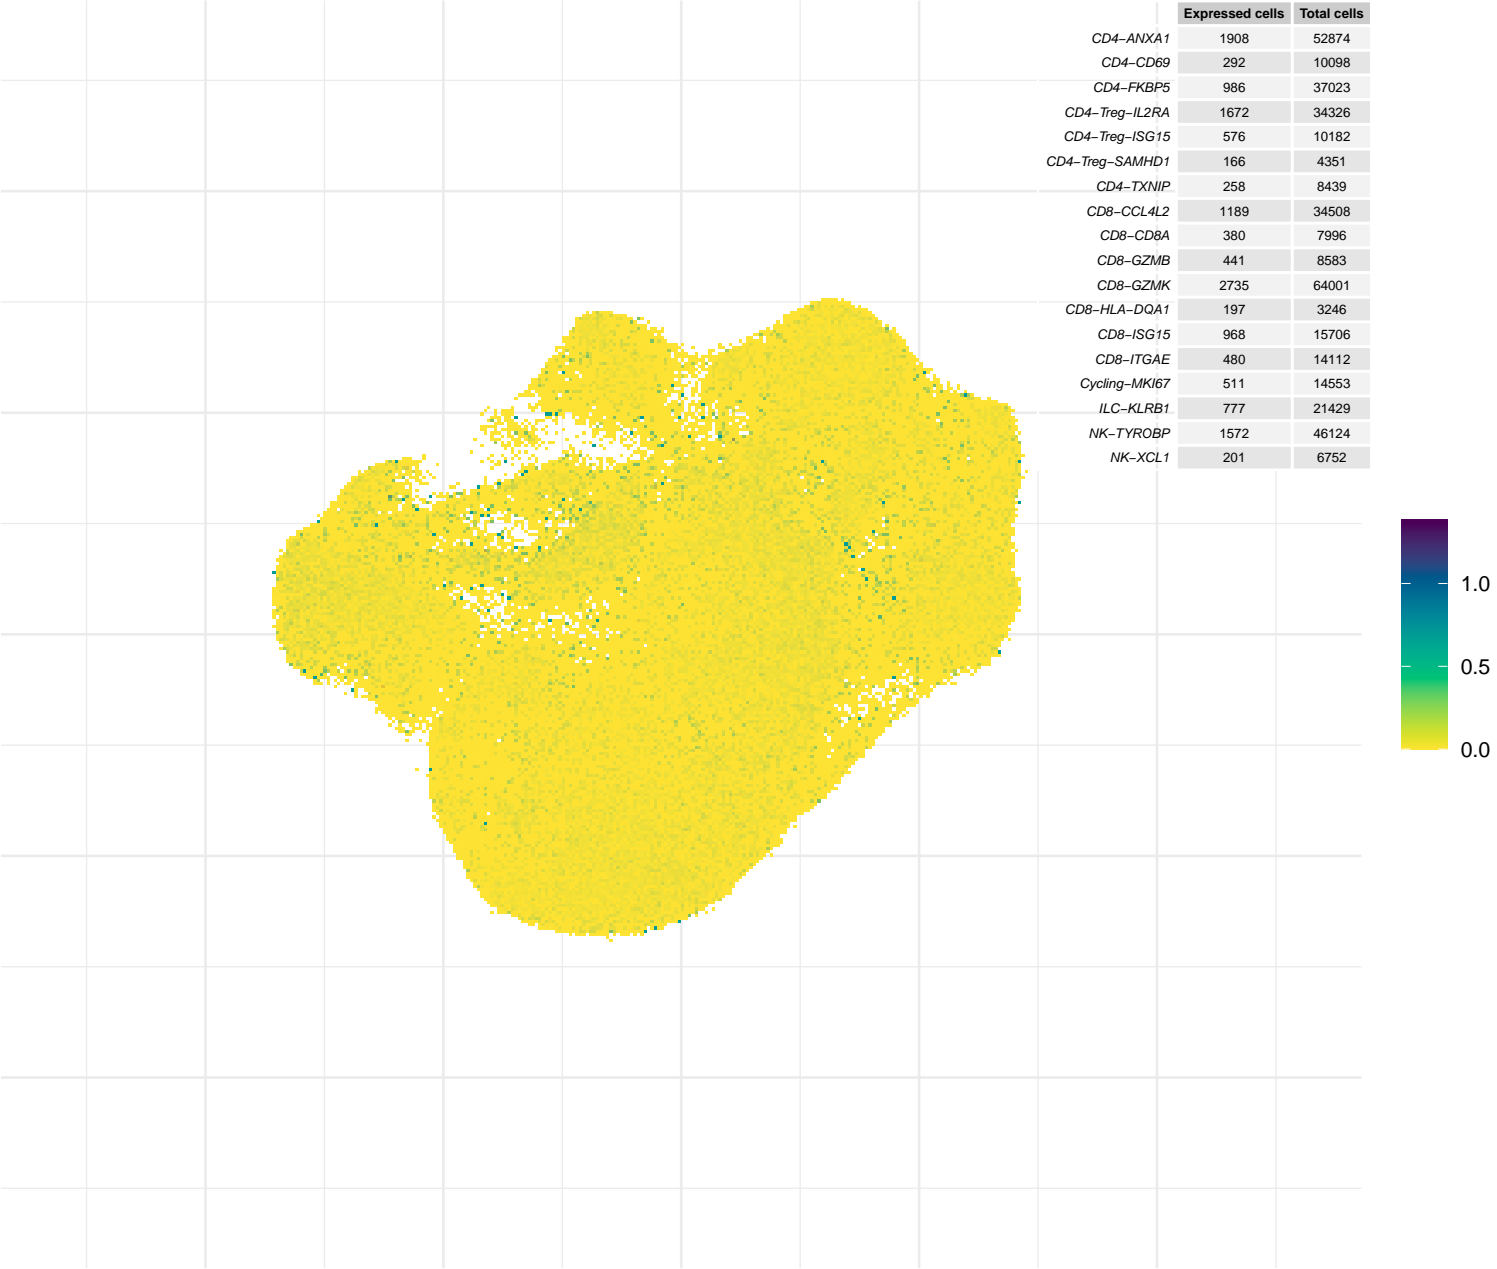 Expressed cells Total cells
CD4−ANXA1 1908 52874
CD4−CD69 292 10098
CD4−FKBP5 986 37023
CD4−Treg−IL2RA 1672 34326
CD4−Treg−ISG15 576 10182
CD4−Treg−SAMHD1 166 4351
CD4−TXNIP 258 8439
CD8−CCL4L2 1189 34508
CD8−CD8A 380 7996
CD8−GZMB 441 8583
CD8−GZMK 2735 64001
CD8−HLA−DQA1 197 3246
CD8−ISG15 968 15706
CD8−ITGAE 480 14112
Cycling−MKI67 511 14553
ILC−KLRB1 777 21429
NK−TYROBP 1572 46124
NK−XCL1 201 6752
1.0
0.5
0.0